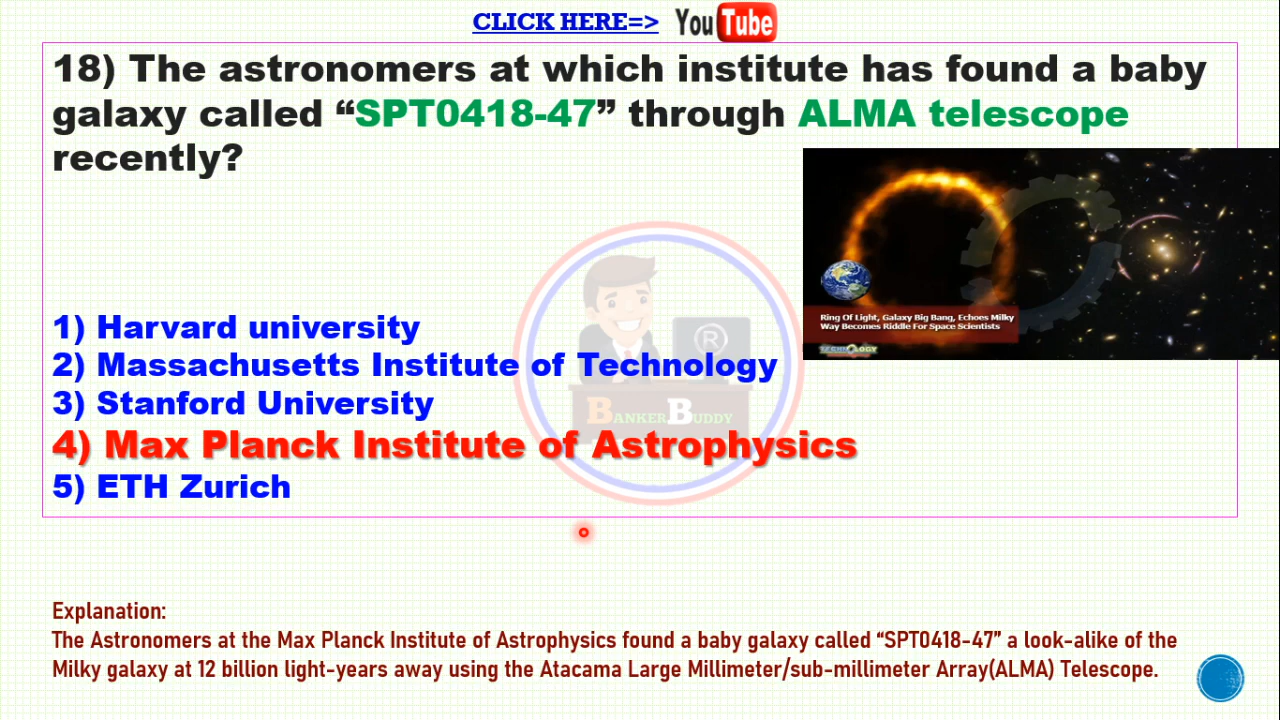 CLICK HERE=> YouTube
18) The astronomers at which institute has found a baby
galaxy called “SPT0418-47” through ALMA telescope
recently?
Ring Of Light, Galaxy Big Bang, Echoes Milky
Way Becomes Riddle For Space Scientists
TECHNOLOGY
1) Harvard university
2) Massachusetts Institute of Technology
3) Stanford University
4) Max Planck Institute of Astrophysics
5) ETH Zurich
®
BANKER BUDDY
Explanation:
The Astronomers at the Max Planck Institute of Astrophysics found a baby galaxy called “SPT0418-47” a look-alike of the
Milky galaxy at 12 billion light-years away using the Atacama Large Millimeter/sub-millimeter Array(ALMA) Telescope.